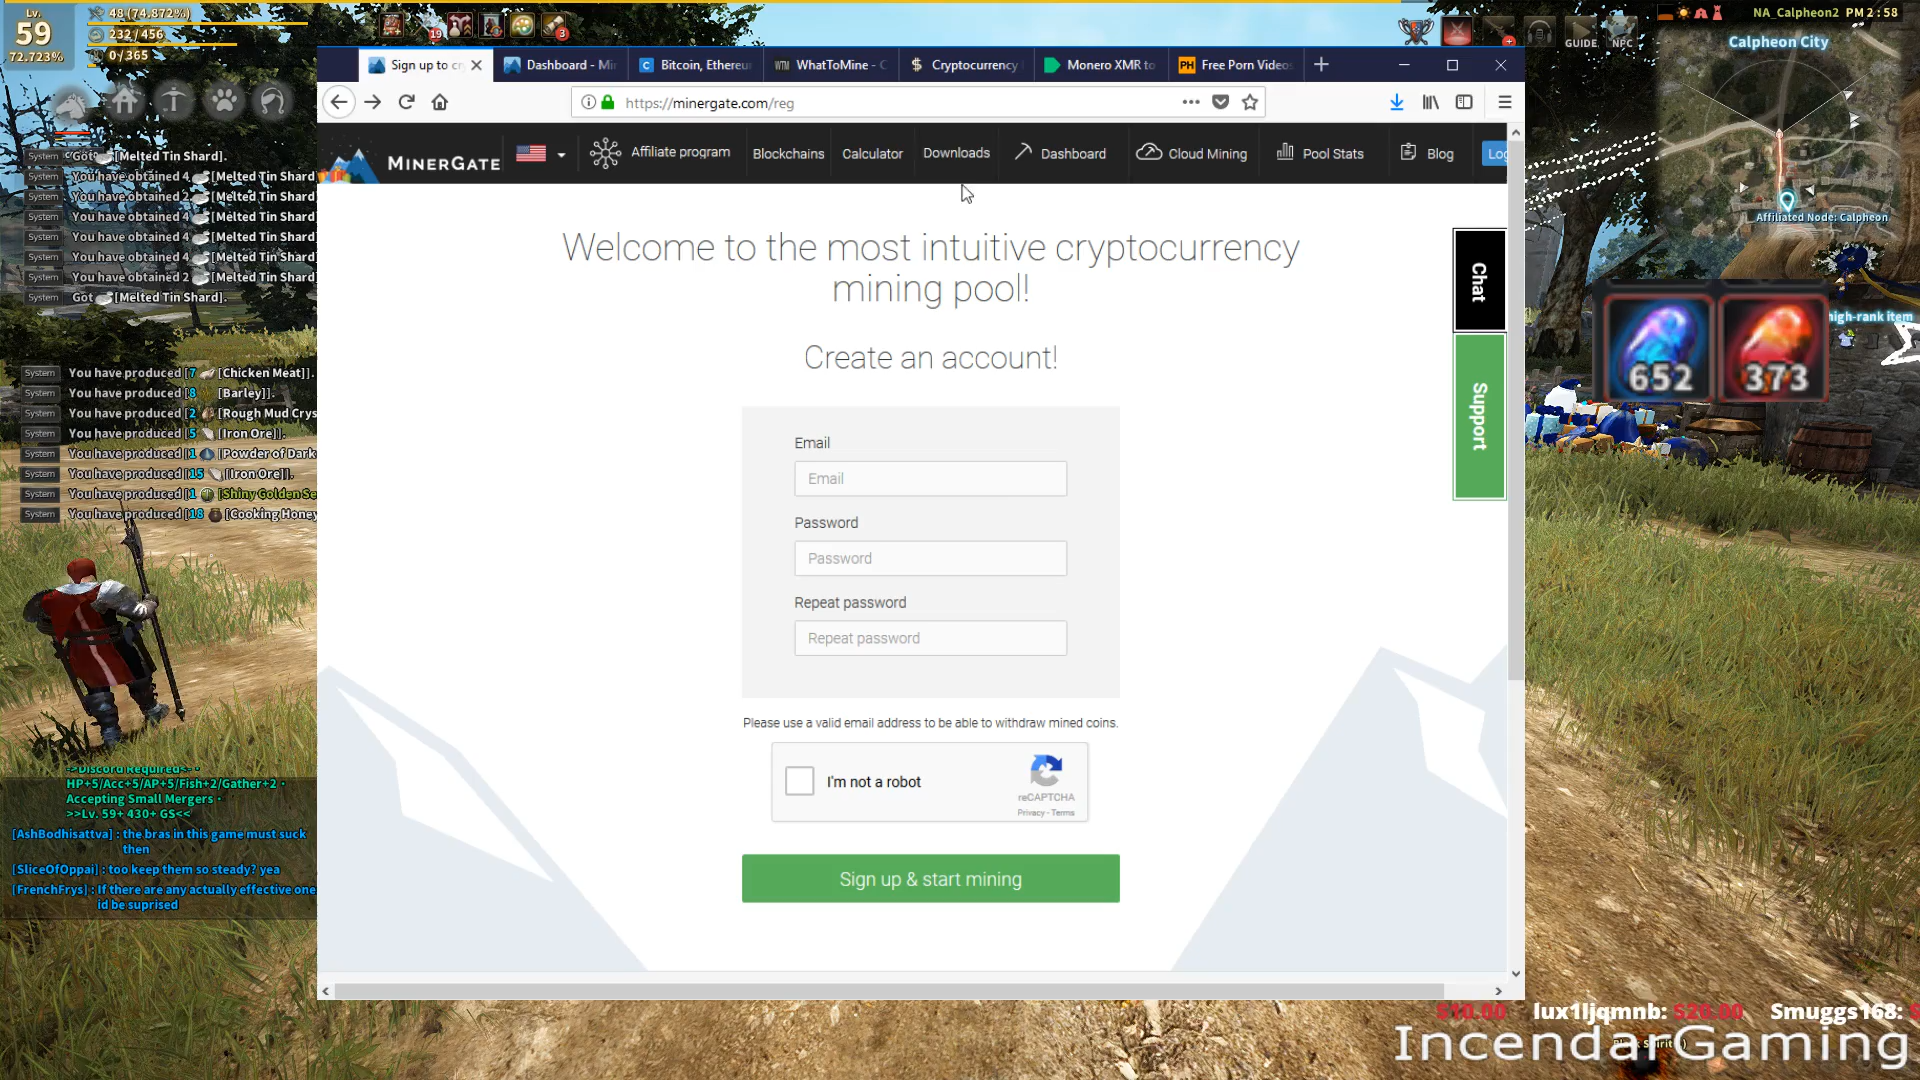 Lv.
59
72.723%
48 (74.872%)
232 / 456
0/365
19
3
GUIDE
NPC
NA_Calpheon2 PM 2 : 58
Calpheon City
Affiliated Node: Calpheon
high-rank item
652
373
Sign up to cr
Dashboard - Mi
Bitcoin, Ethereu
WTM WhatToMine - C
$ Cryptocurrency
Monero XMR to
PH Free Porn Videos
https://minergate.com/reg
MINERGATE
Affiliate program
Blockchains
Calculator
Downloads
Dashboard
Cloud Mining
Pool Stats
Blog
Log
Welcome to the most intuitive cryptocurrency
mining pool!
Create an account!
Email
Email
Password
Password
Repeat password
Repeat password
Please use a valid email address to be able to withdraw mined coins.
I'm not a robot
reCAPTCHA
Privacy - Terms
Sign up & start mining
Chat
Support
System Got [Melted Tin Shard].
System You have obtained 4 [Melted Tin Shard
System You have obtained 2 [Melted Tin Shard
System You have obtained 4 [Melted Tin Shard
System You have obtained 4 [Melted Tin Shard
System You have obtained 4 [Melted Tin Shard
System You have obtained 2 [Melted Tin Shard
System Got [Melted Tin Shard].
System You have produced [7 [Chicken Meat]].
System You have produced [8 [Barley]].
System You have produced [2 [Rough Mud Crys
System You have produced [5 [Iron Ore]].
System You have produced [1 [Powder of Dark
System You have produced [15 [Iron Ore]].
System You have produced [1 [Shiny Golden Se
System You have produced [18 [Cooking Honey
->Discord Required<- ·
HP+5/Acc+5/AP+5/Fish+2/Gather+2 ·
Accepting Small Mergers ·
>>Lv. 59+ 430+ GS<<
[AshBodhisattva] : the bras in this game must suck
then
[SliceOfOppai] : too keep them so steady? yea
[FrenchFrys] : If there are any actually effective one
id be suprised
$10.00 lux1ljqmnb: $20.00 Smuggs168: $
IncendarGaming